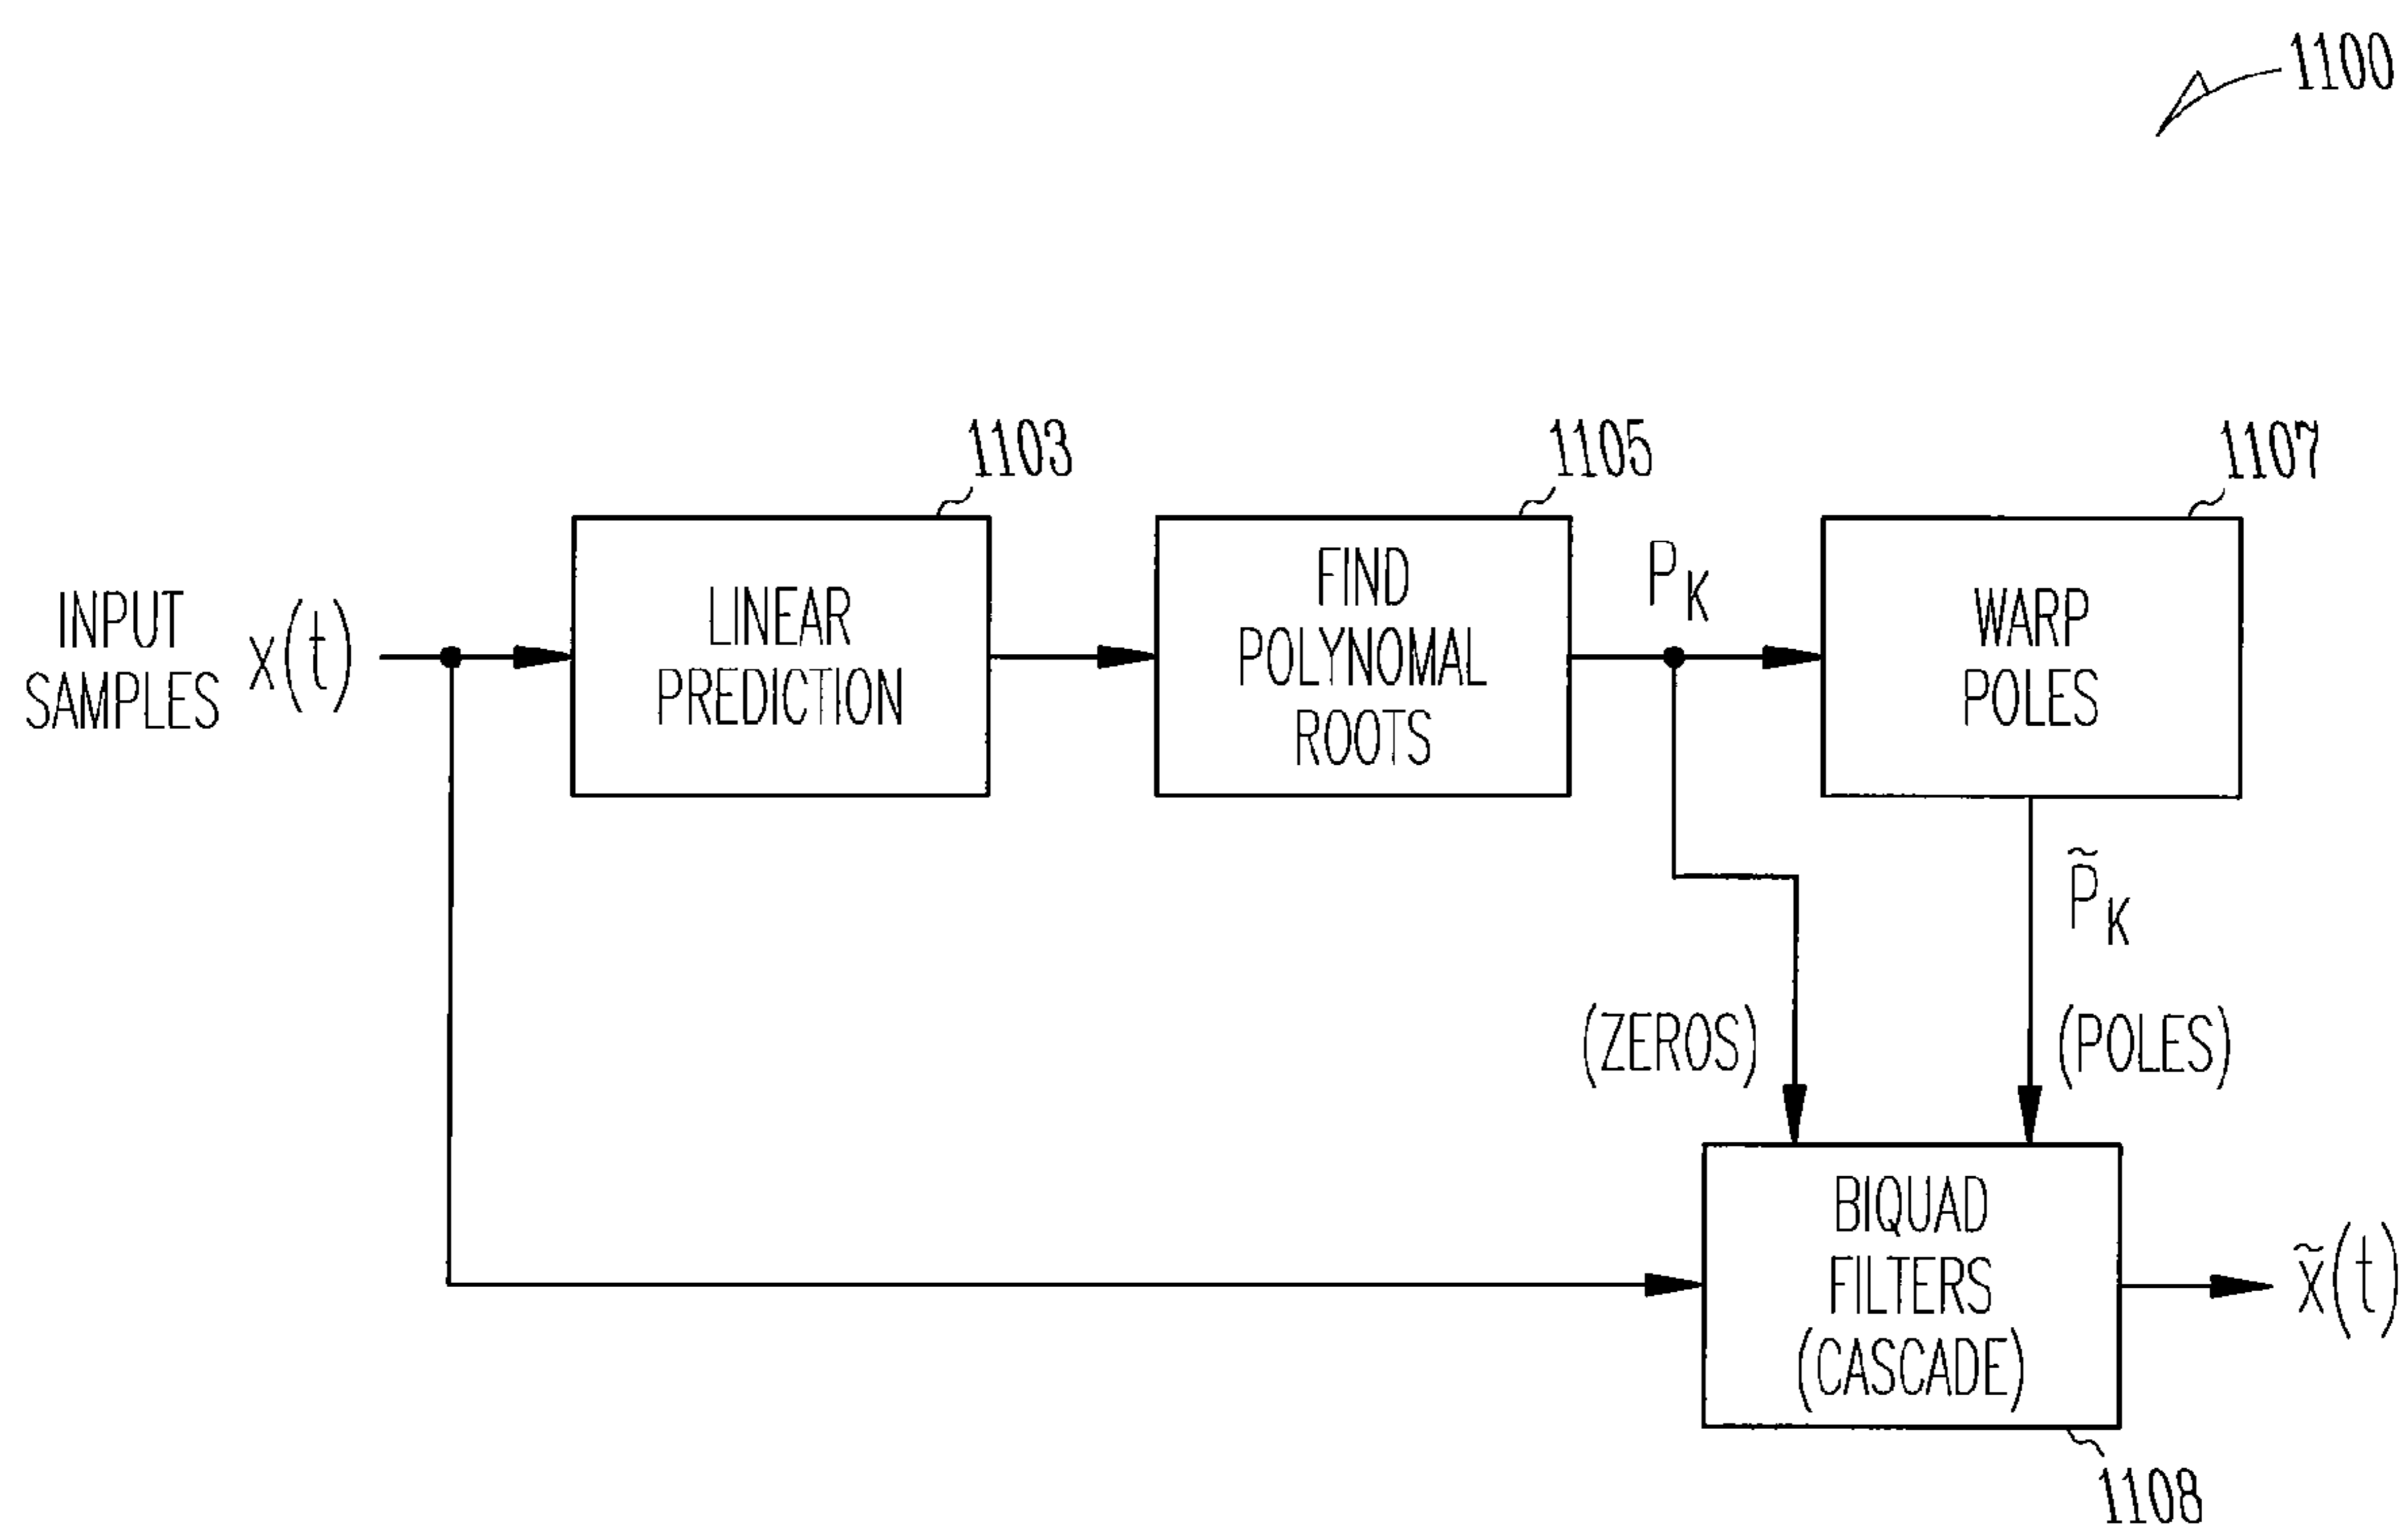 1100
1103
1105
1107
INPUT
SAMPLES
x(t)
LINEAR
PREDICTION
FIND
POLYNOMAL
ROOTS
P_K
WARP
POLES
P̃_K
(ZEROS)
(POLES)
BIQUAD
FILTERS
(CASCADE)
x̃(t)
1108